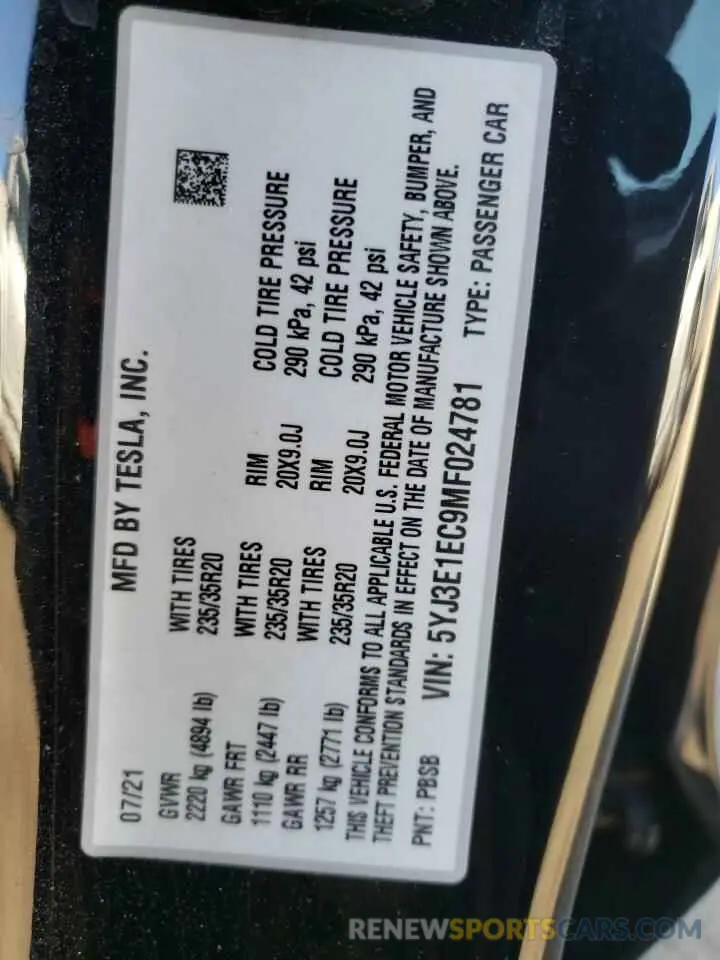 MFD BY TESLA, INC.
07/21
GVWR
2220 kg (4894 lb)
WITH TIRES
235/35R20
GAWR FRT
1110 kg (2447 lb)
WITH TIRES
235/35R20
RIM
20X9.0J
COLD TIRE PRESSURE
290 kPa, 42 psi
GAWR RR
1257 kg (2771 lb)
WITH TIRES
235/35R20
RIM
20X9.0J
COLD TIRE PRESSURE
290 kPa, 42 psi
THIS VEHICLE CONFORMS TO ALL APPLICABLE U.S. FEDERAL MOTOR VEHICLE SAFETY, BUMPER, AND
THEFT PREVENTION STANDARDS IN EFFECT ON THE DATE OF MANUFACTURE SHOWN ABOVE.
PNT: PBSB VIN: 5YJ3E1EC9MF024781 TYPE: PASSENGER CAR
RENEWSPORTSCARS.COM